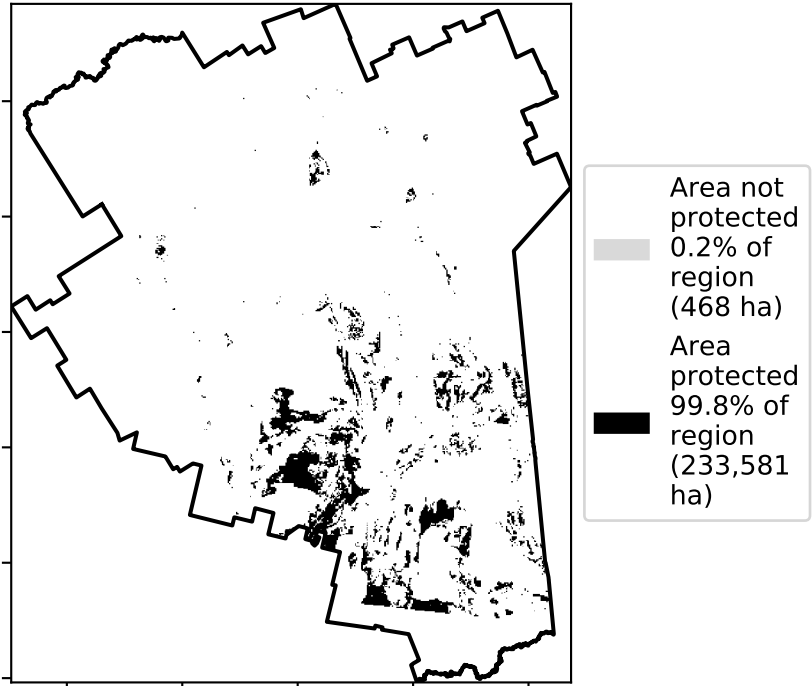 Area not
protected
0.2% of
region
(468 ha)
Area
protected
99.8% of
region
(233,581
ha)